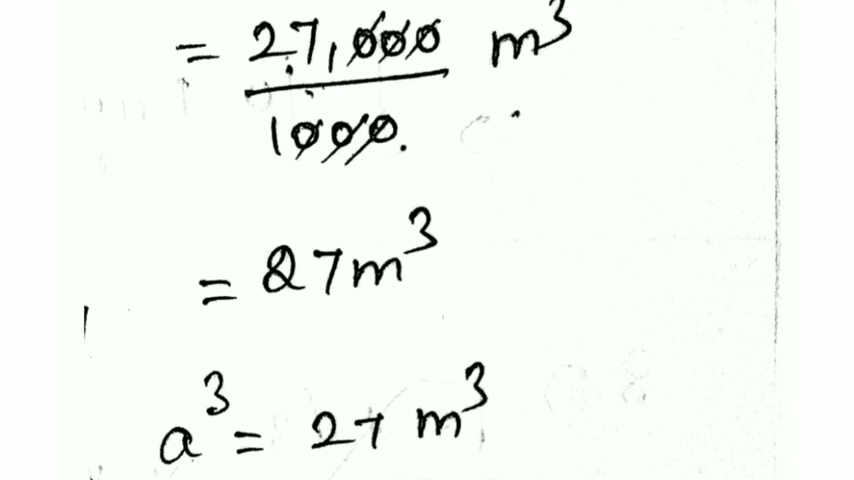 = 27,000 m³
1000.
= 27m³
a³ = 27 m³